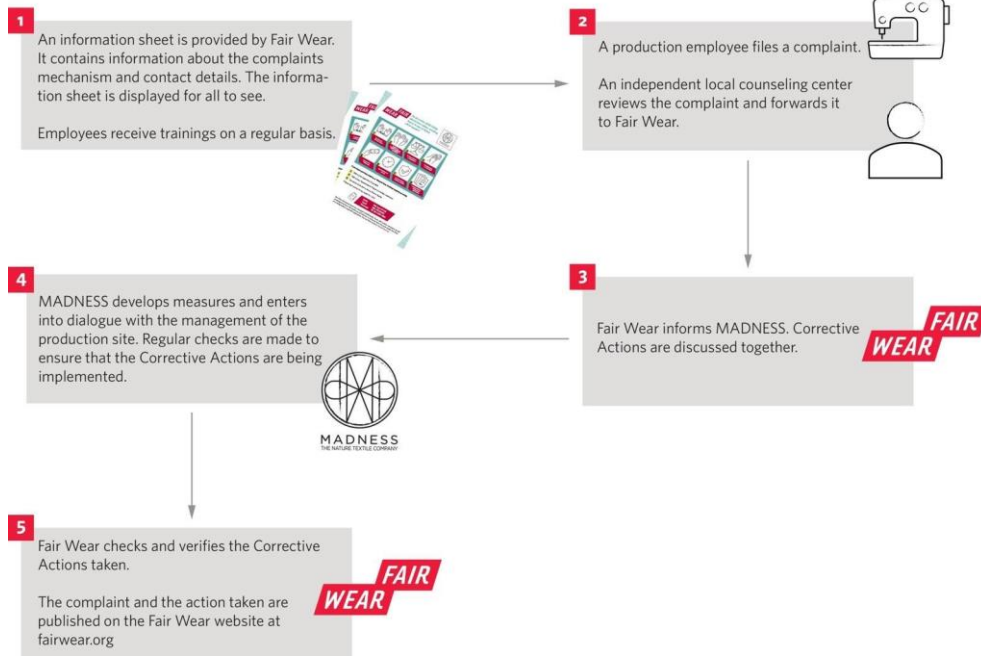 1
An information sheet is provided by Fair Wear.
It contains information about the complaints
mechanism and contact details. The informa-
tion sheet is displayed for all to see.
Employees receive trainings on a regular basis.
FAIR
WEAR
2
A production employee files a complaint.
An independent local counseling center
reviews the complaint and forwards it
to Fair Wear.
3
Fair Wear informs MADNESS. Corrective
Actions are discussed together.
FAIR
WEAR
4
MADNESS develops measures and enters
into dialogue with the management of the
production site. Regular checks are made to
ensure that the Corrective Actions are being
implemented.
MADNESS
THE NATURE TEXTILE COMPANY
5
Fair Wear checks and verifies the Corrective
Actions taken.
The complaint and the action taken are
published on the Fair Wear website at
fairwear.org
FAIR
WEAR